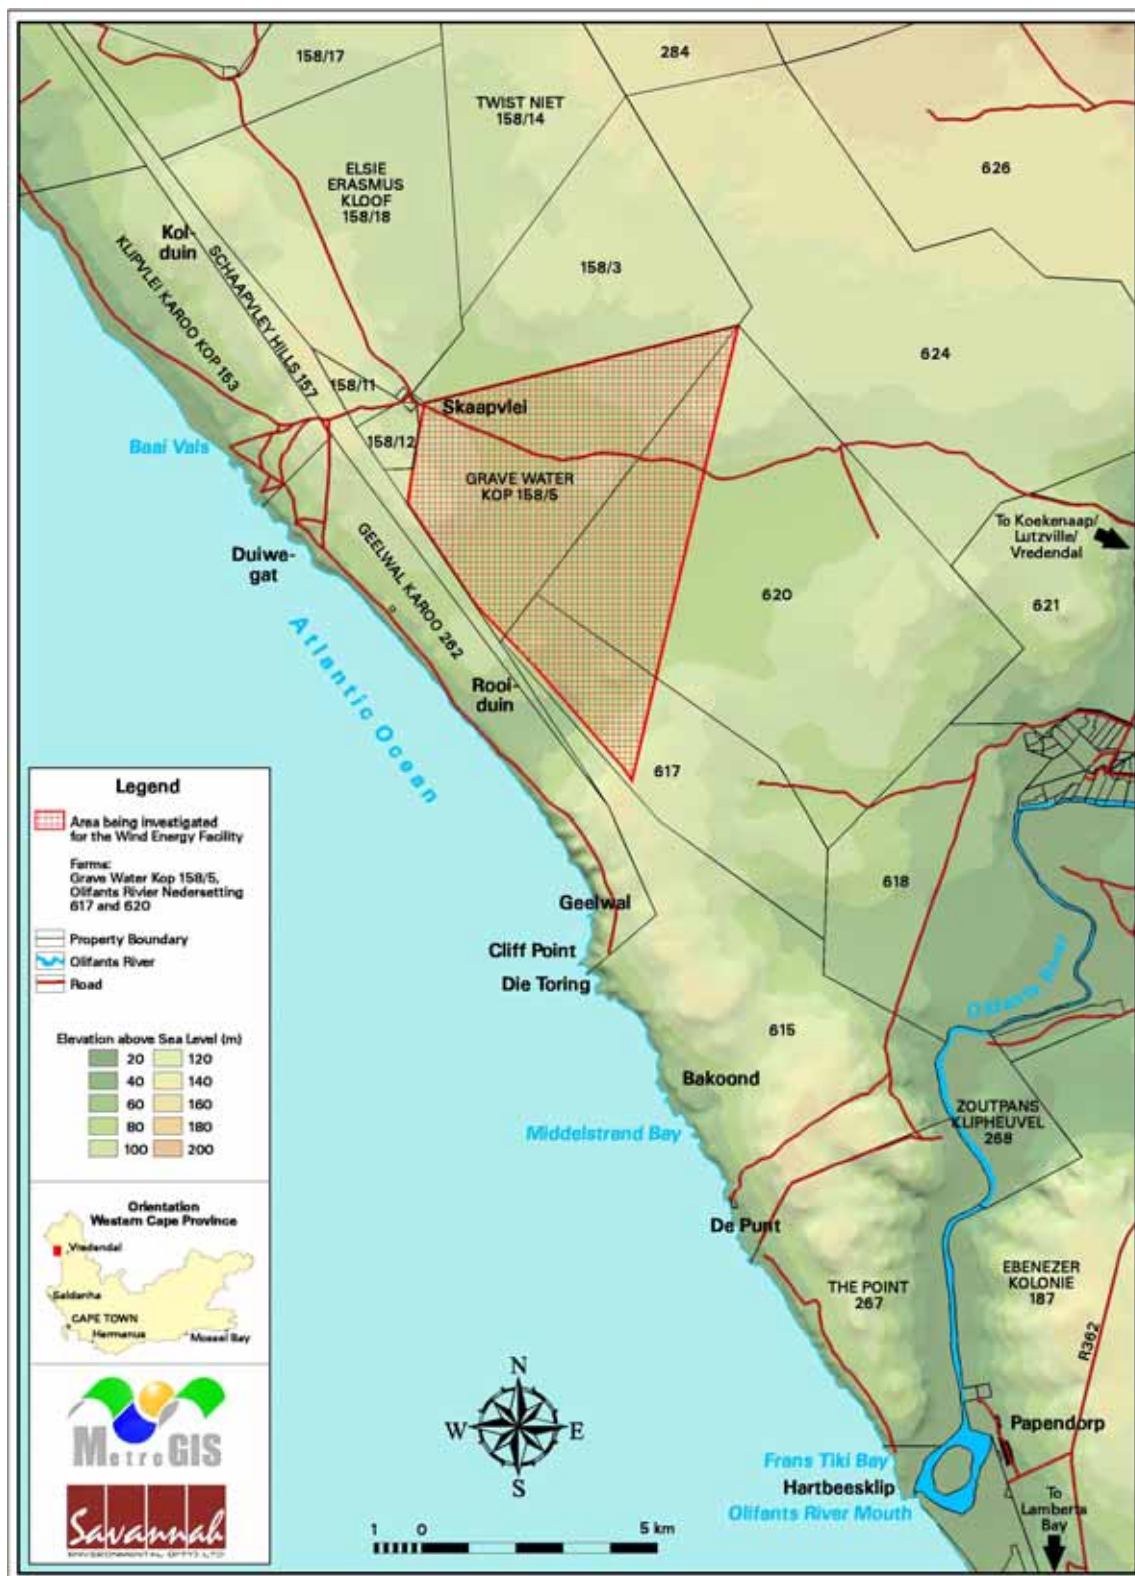 158/17
284
TWIST NIET
158/14
626
ELSIE
ERASMUS
KLOOF
158/18
Kol-
duin
SCHAAPVLEY HILLS 157
KLIPVLEI KAROO KOP 153
158/3
624
158/11
Skaapvlei
158/12
Baai Vals
GRAVE WATER
KOP 158/5
To Koekenaap/
Lutzville/
Vredendal
Duiwe-
gat
GEELWAL KAROO 262
620
621
Atlantic Ocean
Rooi-
duin
617
618
Geelwal
Cliff Point
Die Toring
Olifants River
615
Bakoond
ZOUTPANS
KLIPHEUVEL
268
Middelstrand Bay
De Punt
THE POINT
267
EBENEZER
KOLONIE
187
R362
Papendorp
Frans Tiki Bay
Hartbeesklip
Olifants River Mouth
To
Lamberts
Bay
N
W
E
S
1 0 5 km
Legend
Area being investigated
for the Wind Energy Facility
Farms:
Grave Water Kop 158/5,
Olifants Rivier Nedersetting
617 and 620
Property Boundary
Olifants River
Road
Elevation above Sea Level (m)
20 120
40 140
60 160
80 180
100 200
Orientation
Western Cape Province
Vredendal
Saldanha
CAPE TOWN
Hermanus
Mossel Bay
MetroGIS
Savannah
ENVIRONMENTAL (PTY) LTD